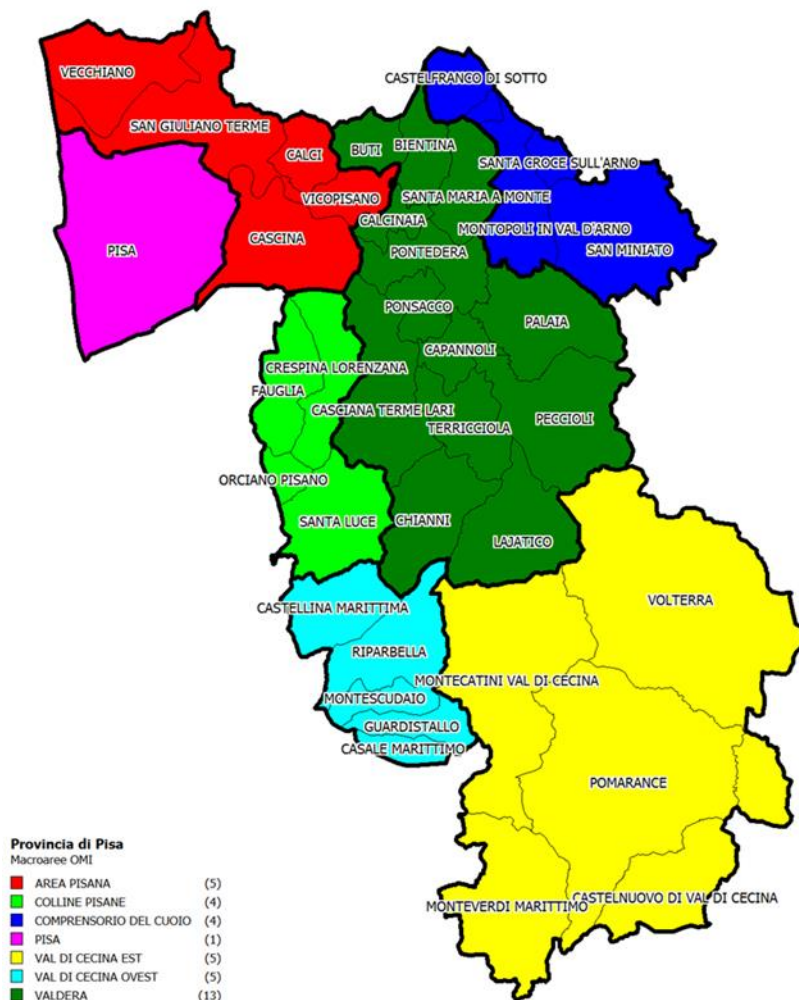 VECCHIANO
CASTELFRANCO DI SOTTO
SAN GIULIANO TERME
BUTI
BIENTINA
CALCI
SANTA CROCE SULL'ARNO
VICOPISANO
SANTA MARIA A MONTE
CALCINAIA
MONTOPOLI IN VAL D'ARNO
CASCINA
PISA
PONTEDERA
SAN MINIATO
PONSACCO
PALAIA
CAPANNOLI
CRESPINA LORENZANA
FAUGLIA
CASCIANA TERME LARI
PECCIOLI
TERRICCIOLA
ORCIANO PISANO
SANTA LUCE
CHIANNI
LAJATICO
CASTELLINA MARITTIMA
VOLTERRA
RIPARBELLA
MONTECATINI VAL DI CECINA
MONTESCUDAIO
GUARDISTALLO
CASALE MARITTIMO
POMARANCE
CASTELNUOVO DI VAL DI CECINA
MONTEVERDI MARITTIMO
Provincia di Pisa
Macroaree OMI
AREA PISANA (5)
COLLINE PISANE (4)
COMPRENSORIO DEL CUOIO (4)
PISA (1)
VAL DI CECINA EST (5)
VAL DI CECINA OVEST (5)
VALDERA (13)